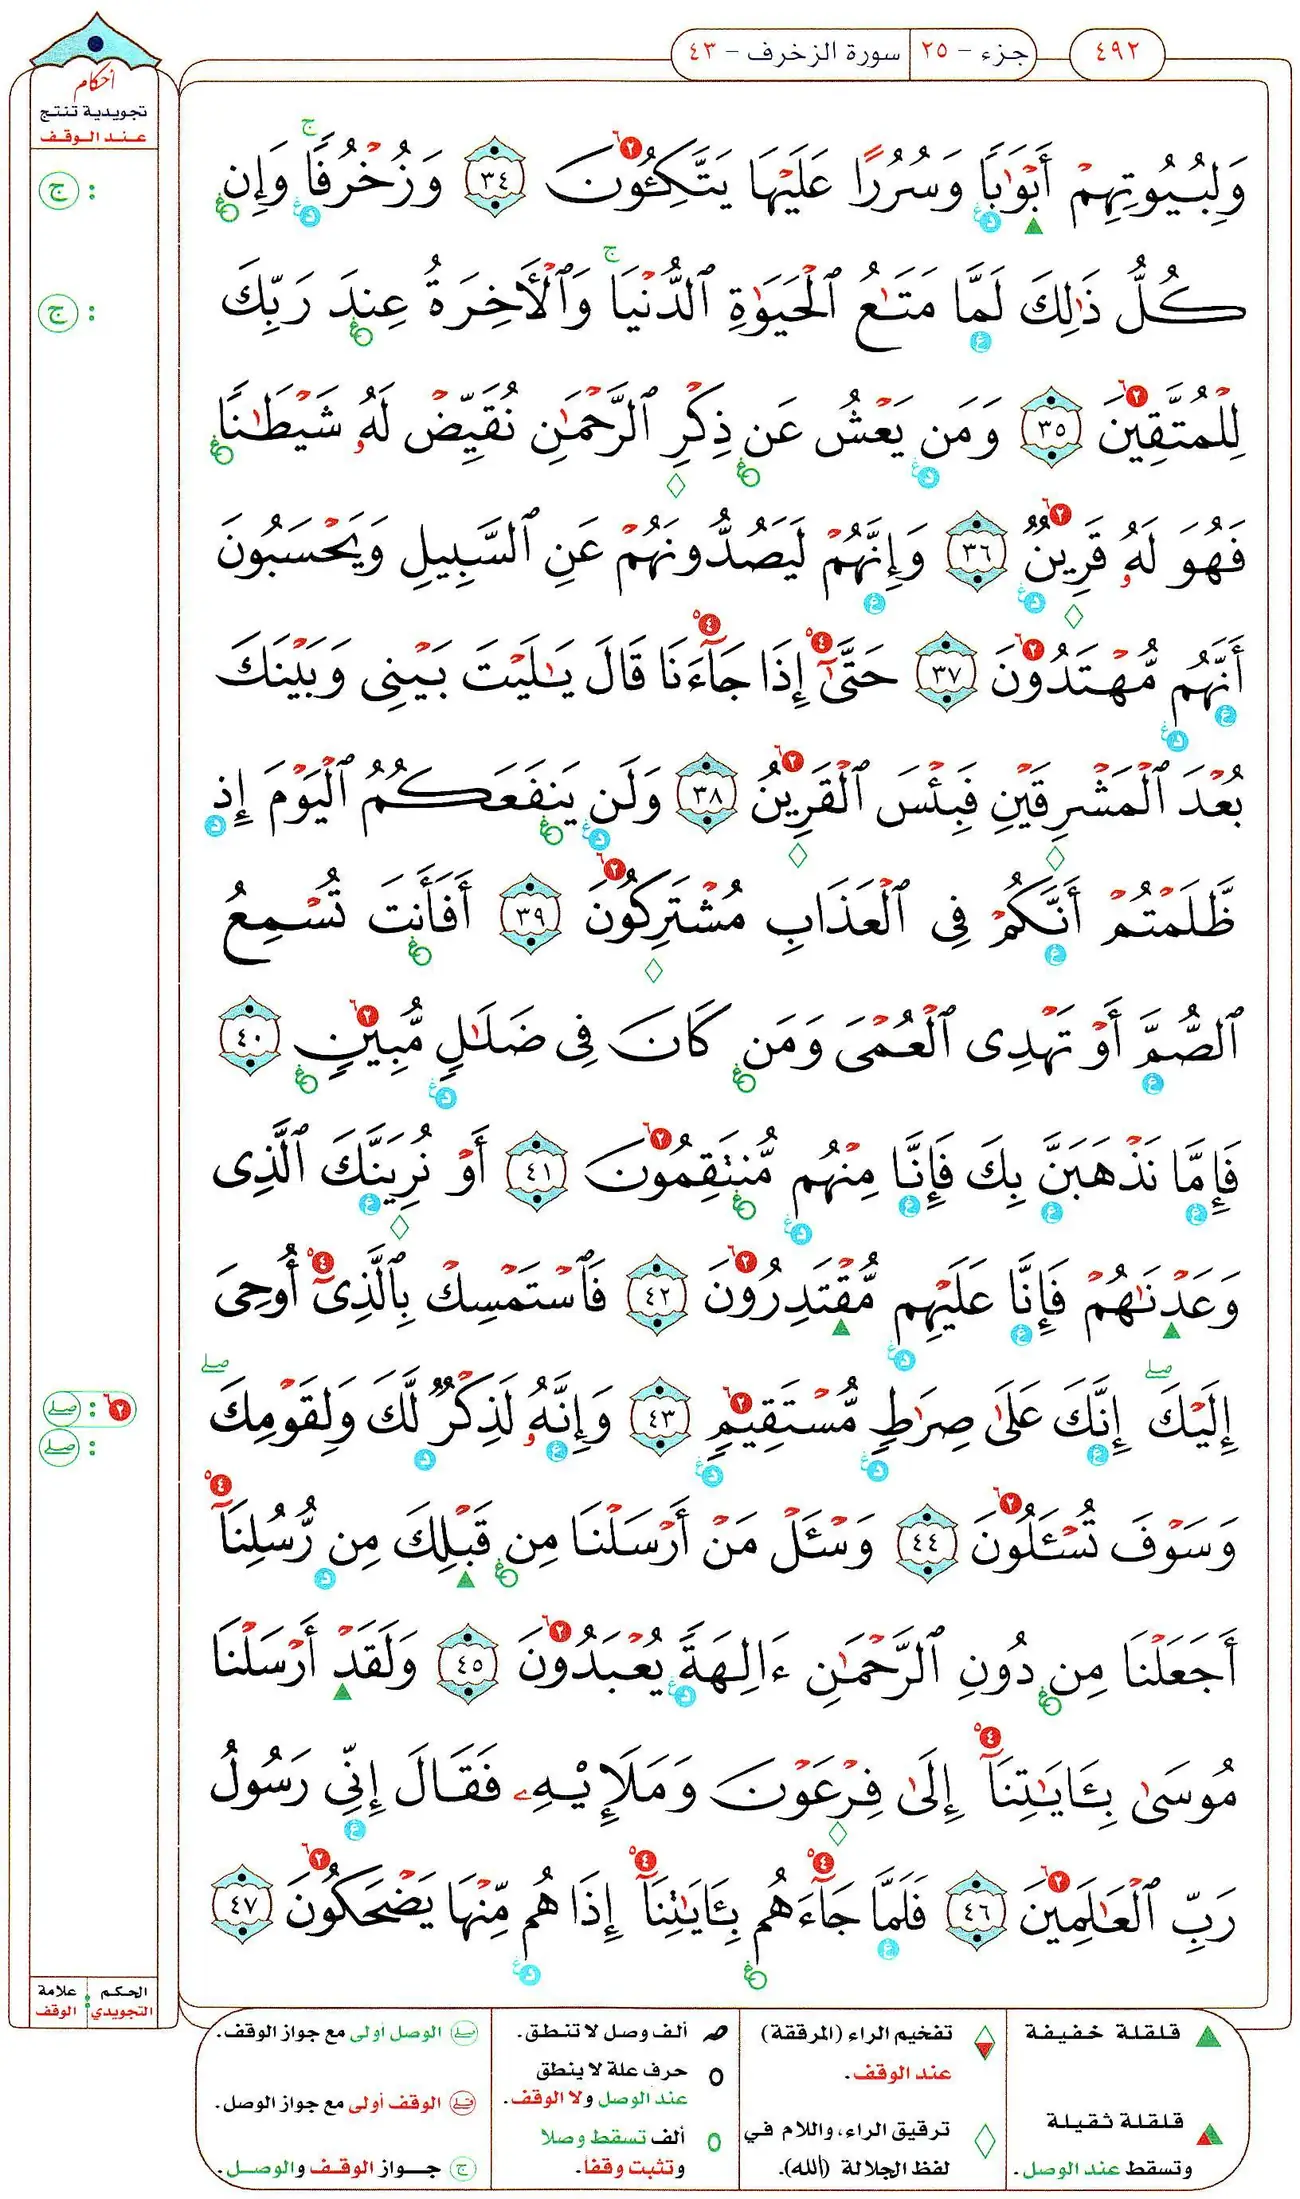 ٤٩٢
جزء - ٢٥
سورة الزخرف - ٤٣
أحكام
تجويدية تنتج
عند الوقف
وَلِبُيُوتِهِمْ أَبْوَٰبًا وَسُرُرًا عَلَيْهَا يَتَّكِـُٔونَ ٣٤ وَزُخْرُفًا ۚ وَإِن
كُلُّ ذَٰلِكَ لَمَّا مَتَـٰعُ ٱلْحَيَوٰةِ ٱلدُّنْيَا ۚ وَٱلْـَٔاخِرَةُ عِندَ رَبِّكَ
لِلْمُتَّقِينَ ٣٥ وَمَن يَعْشُ عَن ذِكْرِ ٱلرَّحْمَـٰنِ نُقَيِّضْ لَهُۥ شَيْطَـٰنًا
فَهُوَ لَهُۥ قَرِينٌ ٣٦ وَإِنَّهُمْ لَيَصُدُّونَهُمْ عَنِ ٱلسَّبِيلِ وَيَحْسَبُونَ
أَنَّهُم مُّهْتَدُونَ ٣٧ حَتَّىٰٓ إِذَا جَآءَنَا قَالَ يَـٰلَيْتَ بَيْنِى وَبَيْنَكَ
بُعْدَ ٱلْمَشْرِقَيْنِ فَبِئْسَ ٱلْقَرِينُ ٣٨ وَلَن يَنفَعَكُمُ ٱلْيَوْمَ إِذ
ظَّلَمْتُمْ أَنَّكُمْ فِى ٱلْعَذَابِ مُشْتَرِكُونَ ٣٩ أَفَأَنتَ تُسْمِعُ
ٱلصُّمَّ أَوْ تَهْدِى ٱلْعُمْىَ وَمَن كَانَ فِى ضَلَـٰلٍ مُّبِينٍ ٤٠
فَإِمَّا نَذْهَبَنَّ بِكَ فَإِنَّا مِنْهُم مُّنتَقِمُونَ ٤١ أَوْ نُرِيَنَّكَ ٱلَّذِى
وَعَدْنَـٰهُمْ فَإِنَّا عَلَيْهِم مُّقْتَدِرُونَ ٤٢ فَٱسْتَمْسِكْ بِٱلَّذِىٓ أُوحِىَ
إِلَيْكَ ۖ إِنَّكَ عَلَىٰ صِرَٰطٍ مُّسْتَقِيمٍ ٤٣ وَإِنَّهُۥ لَذِكْرٌ لَّكَ وَلِقَوْمِكَ ۖ
وَسَوْفَ تُسْـَٔلُونَ ٤٤ وَسْـَٔلْ مَنْ أَرْسَلْنَا مِن قَبْلِكَ مِن رُّسُلِنَآ
أَجَعَلْنَا مِن دُونِ ٱلرَّحْمَـٰنِ ءَالِهَةً يُعْبَدُونَ ٤٥ وَلَقَدْ أَرْسَلْنَا
مُوسَىٰ بِـَٔايَـٰتِنَآ إِلَىٰ فِرْعَوْنَ وَمَلَإِي۟هِۦ فَقَالَ إِنِّى رَسُولُ
رَبِّ ٱلْعَـٰلَمِينَ ٤٦ فَلَمَّا جَآءَهُم بِـَٔايَـٰتِنَآ إِذَا هُم مِّنْهَا يَضْحَكُونَ ٤٧
ج :
ج :
٦ ٢ : صلے
صلے :
الحكم التجويدي
علامة الوقف
قلقلة خفيفة
قلقلة ثقيلة
وتسقط عند الوصل.
تفخيم الراء (المرققة)
عند الوقف.
ترقيق الراء، واللام في
لفظ الجلالة (الله).
ألف وصل لا تنطق.
حرف علة لا ينطق
عند الوصل ولا الوقف.
ألف تسقط وصلا
وتثبت وقفا.
صلے الوصل أولى مع جواز الوقف.
قلے الوقف أولى مع جواز الوصل.
ج جواز الوقف والوصل.